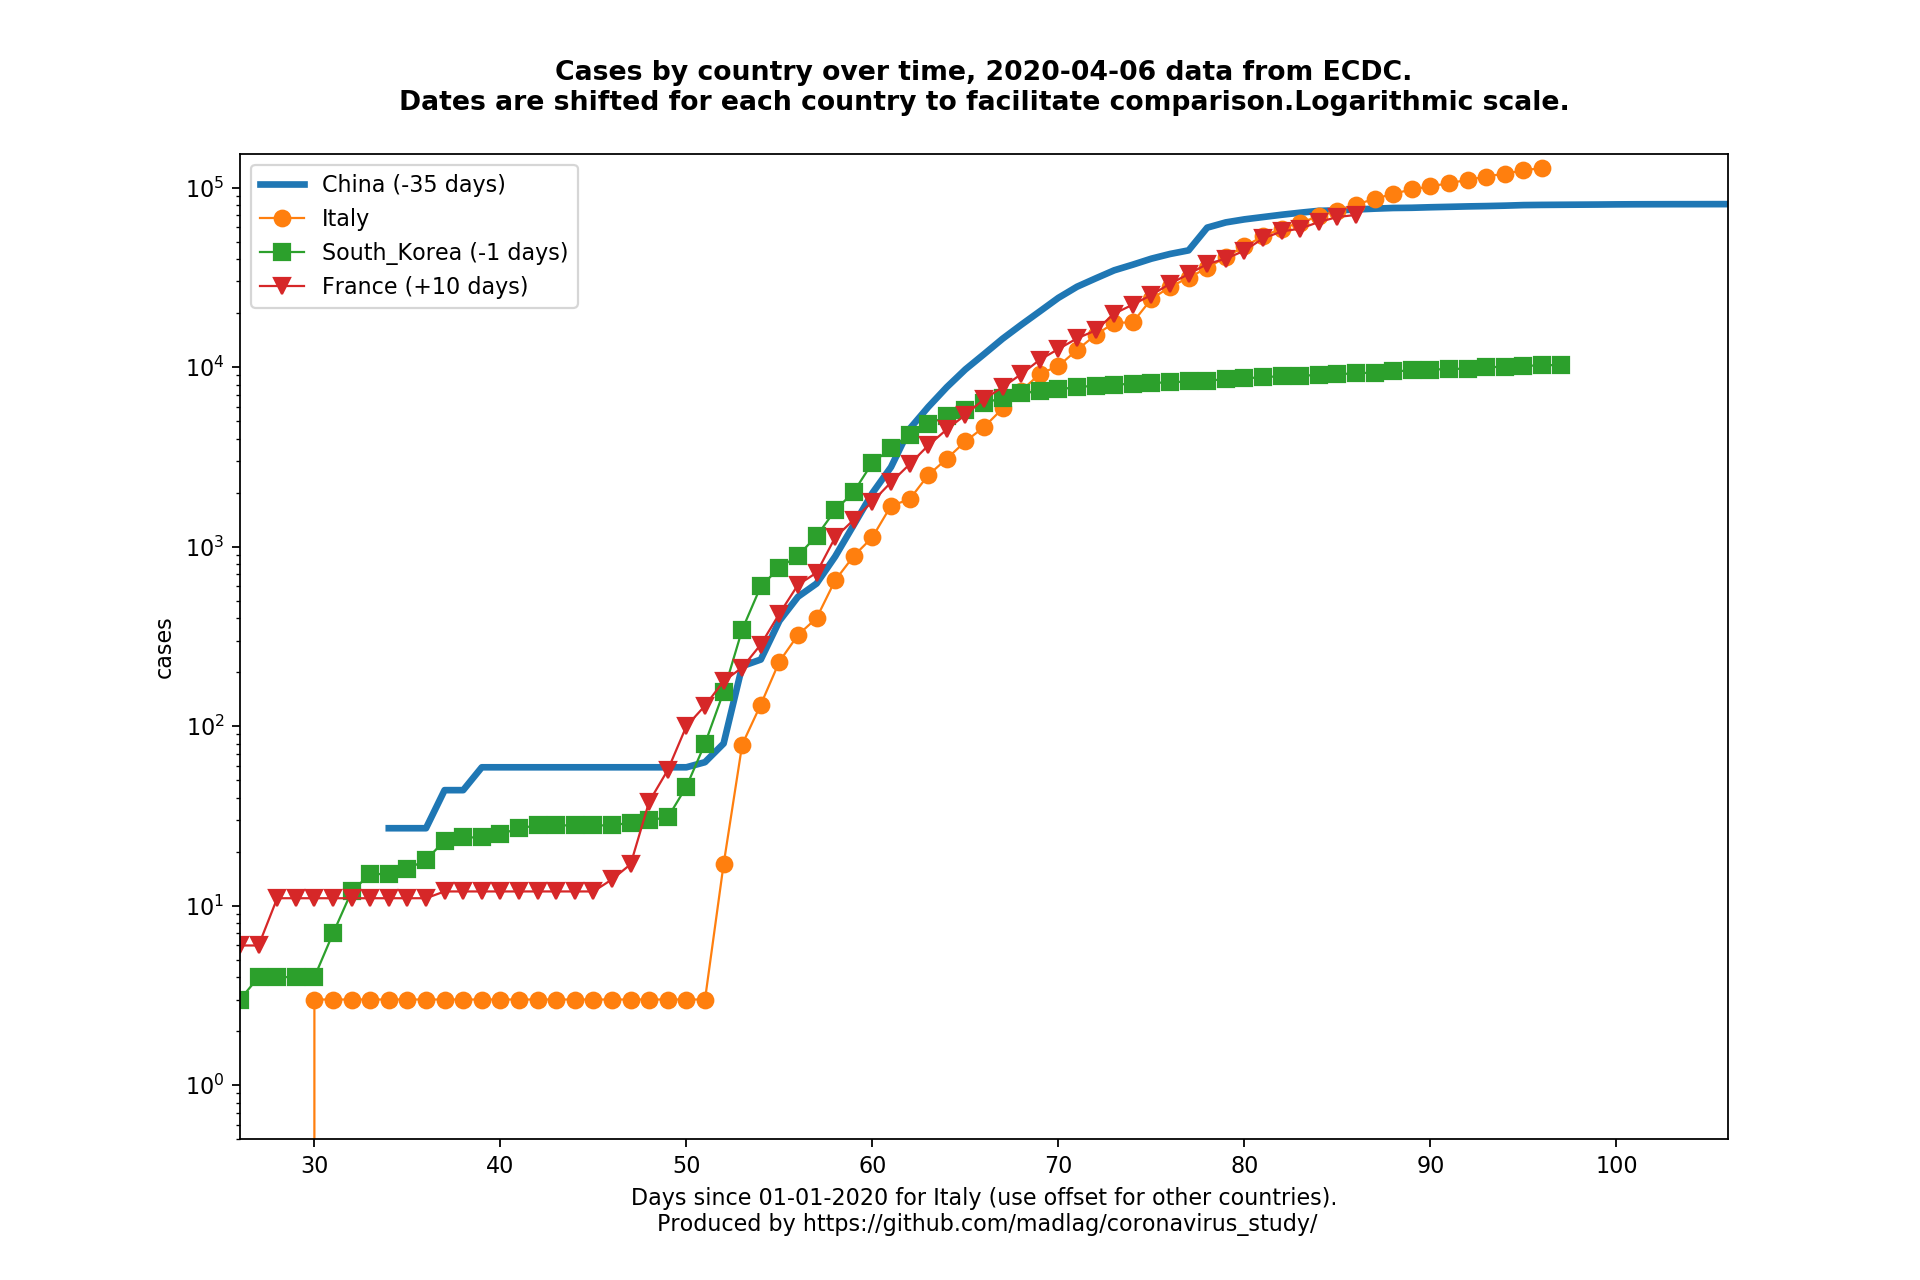 Cases by country over time, 2020-04-06 data from ECDC.
Dates are shifted for each country to facilitate comparison.Logarithmic scale.
China (-35 days)
Italy
South_Korea (-1 days)
France (+10 days)
10⁵
10⁴
10³
10²
10¹
10⁰
cases
30 40 50 60 70 80 90 100
Days since 01-01-2020 for Italy (use offset for other countries).
Produced by https://github.com/madlag/coronavirus_study/